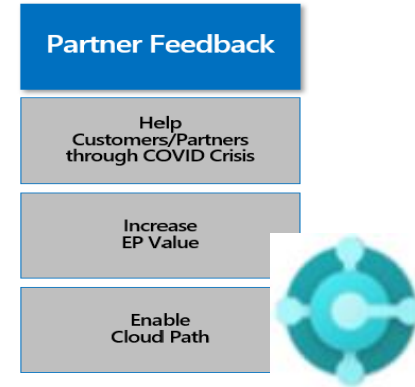 Partner Feedback
Help
Customers/Partners
through COVID Crisis
Increase
EP Value
Enable
Cloud Path